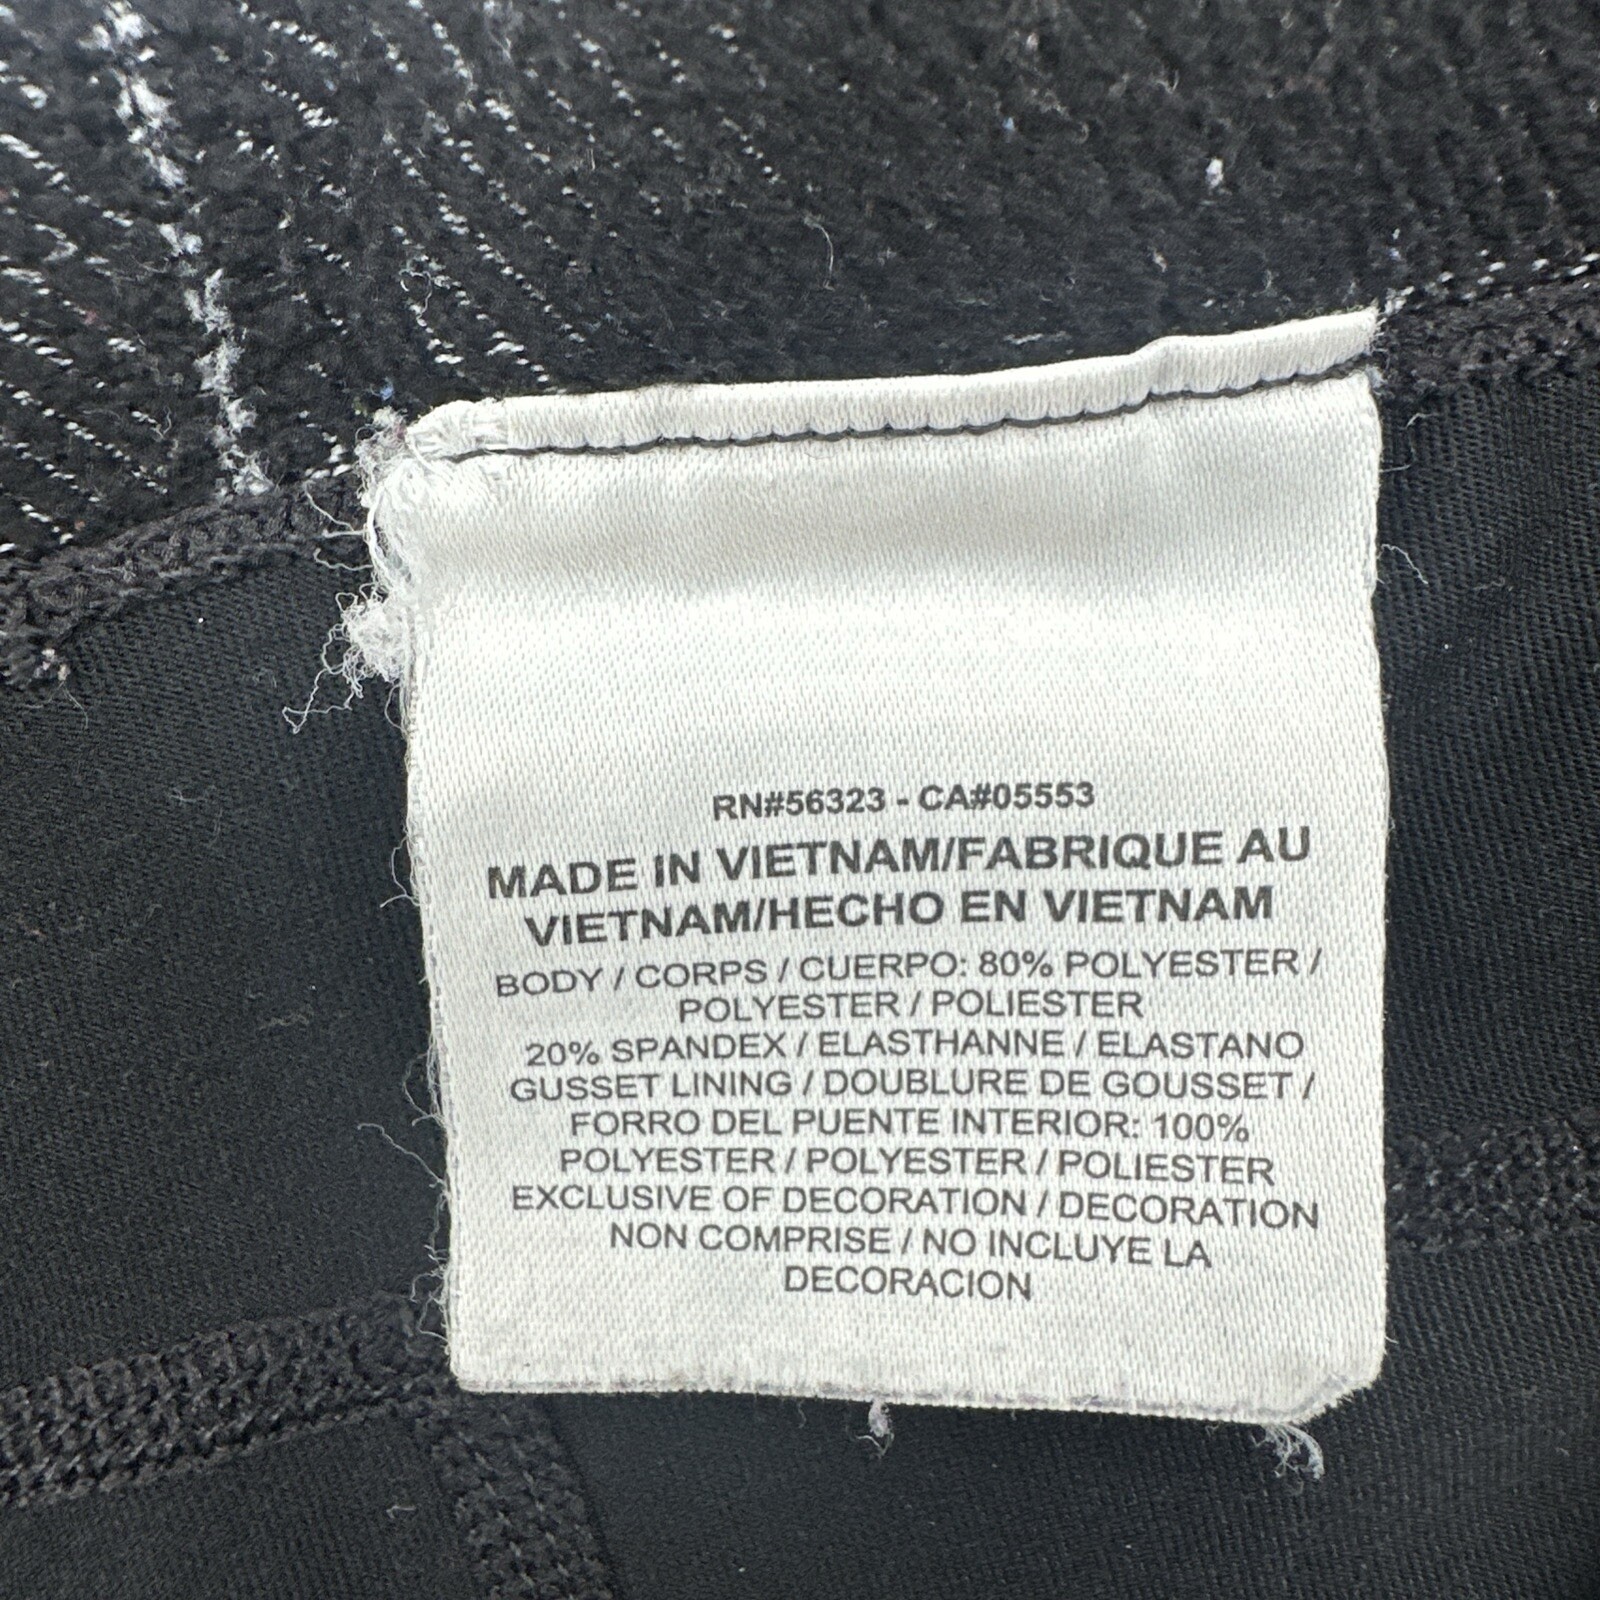 RN#56323 - CA#05553
MADE IN VIETNAM/FABRIQUE AU
VIETNAM/HECHO EN VIETNAM
BODY / CORPS / CUERPO: 80% POLYESTER /
POLYESTER / POLIESTER
20% SPANDEX / ELASTHANNE / ELASTANO
GUSSET LINING / DOUBLURE DE GOUSSET /
FORRO DEL PUENTE INTERIOR: 100%
POLYESTER / POLYESTER / POLIESTER
EXCLUSIVE OF DECORATION / DECORATION
NON COMPRISE / NO INCLUYE LA
DECORACION